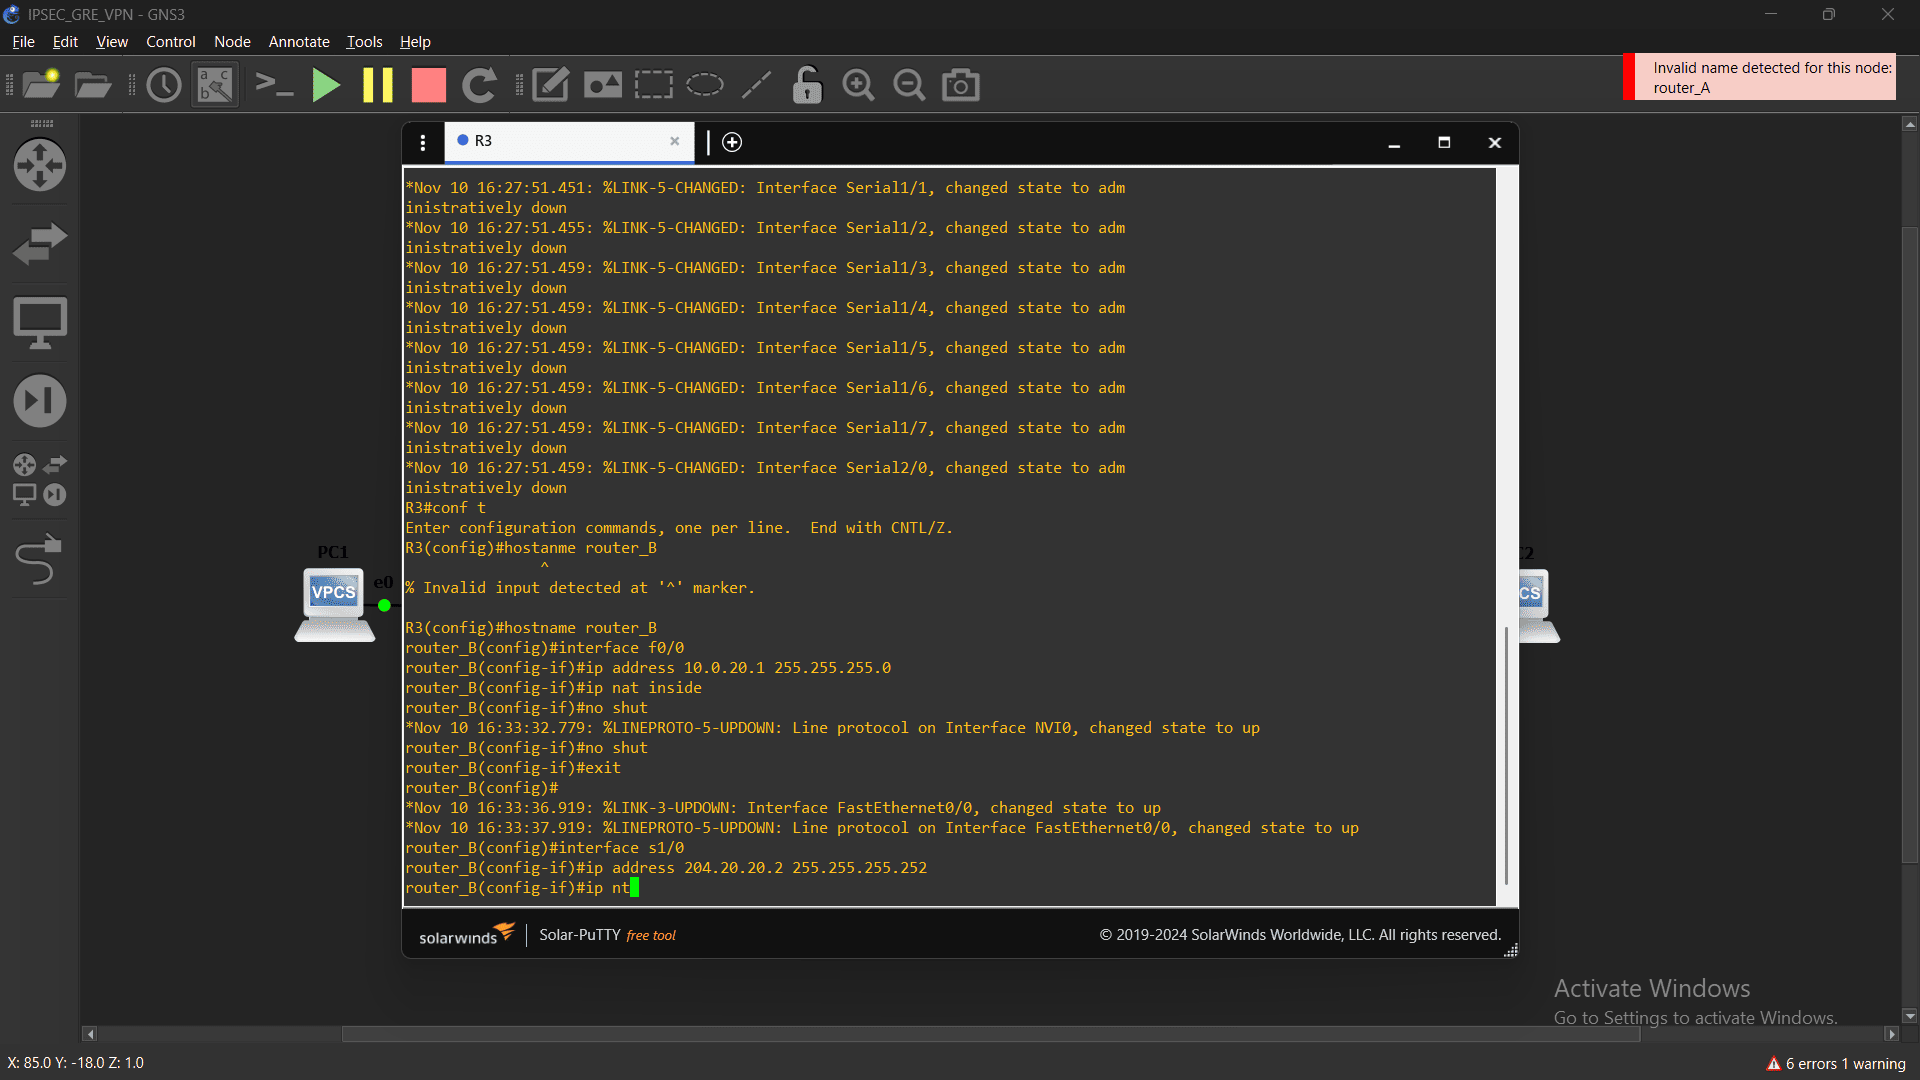 IPSEC_GRE_VPN - GNS3
File Edit View Control Node Annotate Tools Help
Invalid name detected for this node:
router_A
R3
*Nov 10 16:27:51.451: %LINK-5-CHANGED: Interface Serial1/1, changed state to adm
inistratively down
*Nov 10 16:27:51.455: %LINK-5-CHANGED: Interface Serial1/2, changed state to adm
inistratively down
*Nov 10 16:27:51.459: %LINK-5-CHANGED: Interface Serial1/3, changed state to adm
inistratively down
*Nov 10 16:27:51.459: %LINK-5-CHANGED: Interface Serial1/4, changed state to adm
inistratively down
*Nov 10 16:27:51.459: %LINK-5-CHANGED: Interface Serial1/5, changed state to adm
inistratively down
*Nov 10 16:27:51.459: %LINK-5-CHANGED: Interface Serial1/6, changed state to adm
inistratively down
*Nov 10 16:27:51.459: %LINK-5-CHANGED: Interface Serial1/7, changed state to adm
inistratively down
*Nov 10 16:27:51.459: %LINK-5-CHANGED: Interface Serial2/0, changed state to adm
inistratively down
R3#conf t
Enter configuration commands, one per line.  End with CNTL/Z.
R3(config)#hostanme router_B
^
% Invalid input detected at '^' marker.
R3(config)#hostname router_B
router_B(config)#interface f0/0
router_B(config-if)#ip address 10.0.20.1 255.255.255.0
router_B(config-if)#ip nat inside
router_B(config-if)#no shut
*Nov 10 16:33:32.779: %LINEPROTO-5-UPDOWN: Line protocol on Interface NVI0, changed state to up
router_B(config-if)#no shut
router_B(config-if)#exit
router_B(config)#
*Nov 10 16:33:36.919: %LINK-3-UPDOWN: Interface FastEthernet0/0, changed state to up
*Nov 10 16:33:37.919: %LINEPROTO-5-UPDOWN: Line protocol on Interface FastEthernet0/0, changed state to up
router_B(config)#interface s1/0
router_B(config-if)#ip address 204.20.20.2 255.255.255.252
router_B(config-if)#ip nt
PC1
VPCS
e0
C2
CS
solarwinds
Solar-PuTTY free tool
© 2019-2024 SolarWinds Worldwide, LLC. All rights reserved.
Activate Windows
Go to Settings to activate Windows.
X: 85.0 Y: -18.0 Z: 1.0
6 errors 1 warning